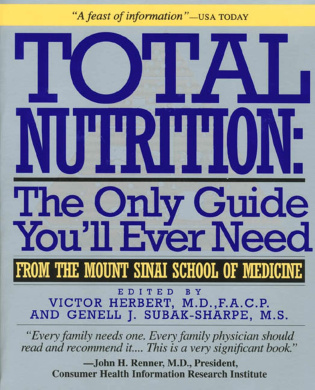 "A feast of information"—USA TODAY
TOTAL
NUTRITION:
The Only Guide
You'll Ever Need
FROM THE MOUNT SINAI SCHOOL OF MEDICINE
EDITED BY
VICTOR HERBERT, M.D., F.A.C.P.
AND GENELL J. SUBAK-SHARPE, M.S.
"Every family needs one. Every family physician should
read and recommend it.... This is a very significant book."
—John H. Renner, M.D., President,
Consumer Health Information Research Institute